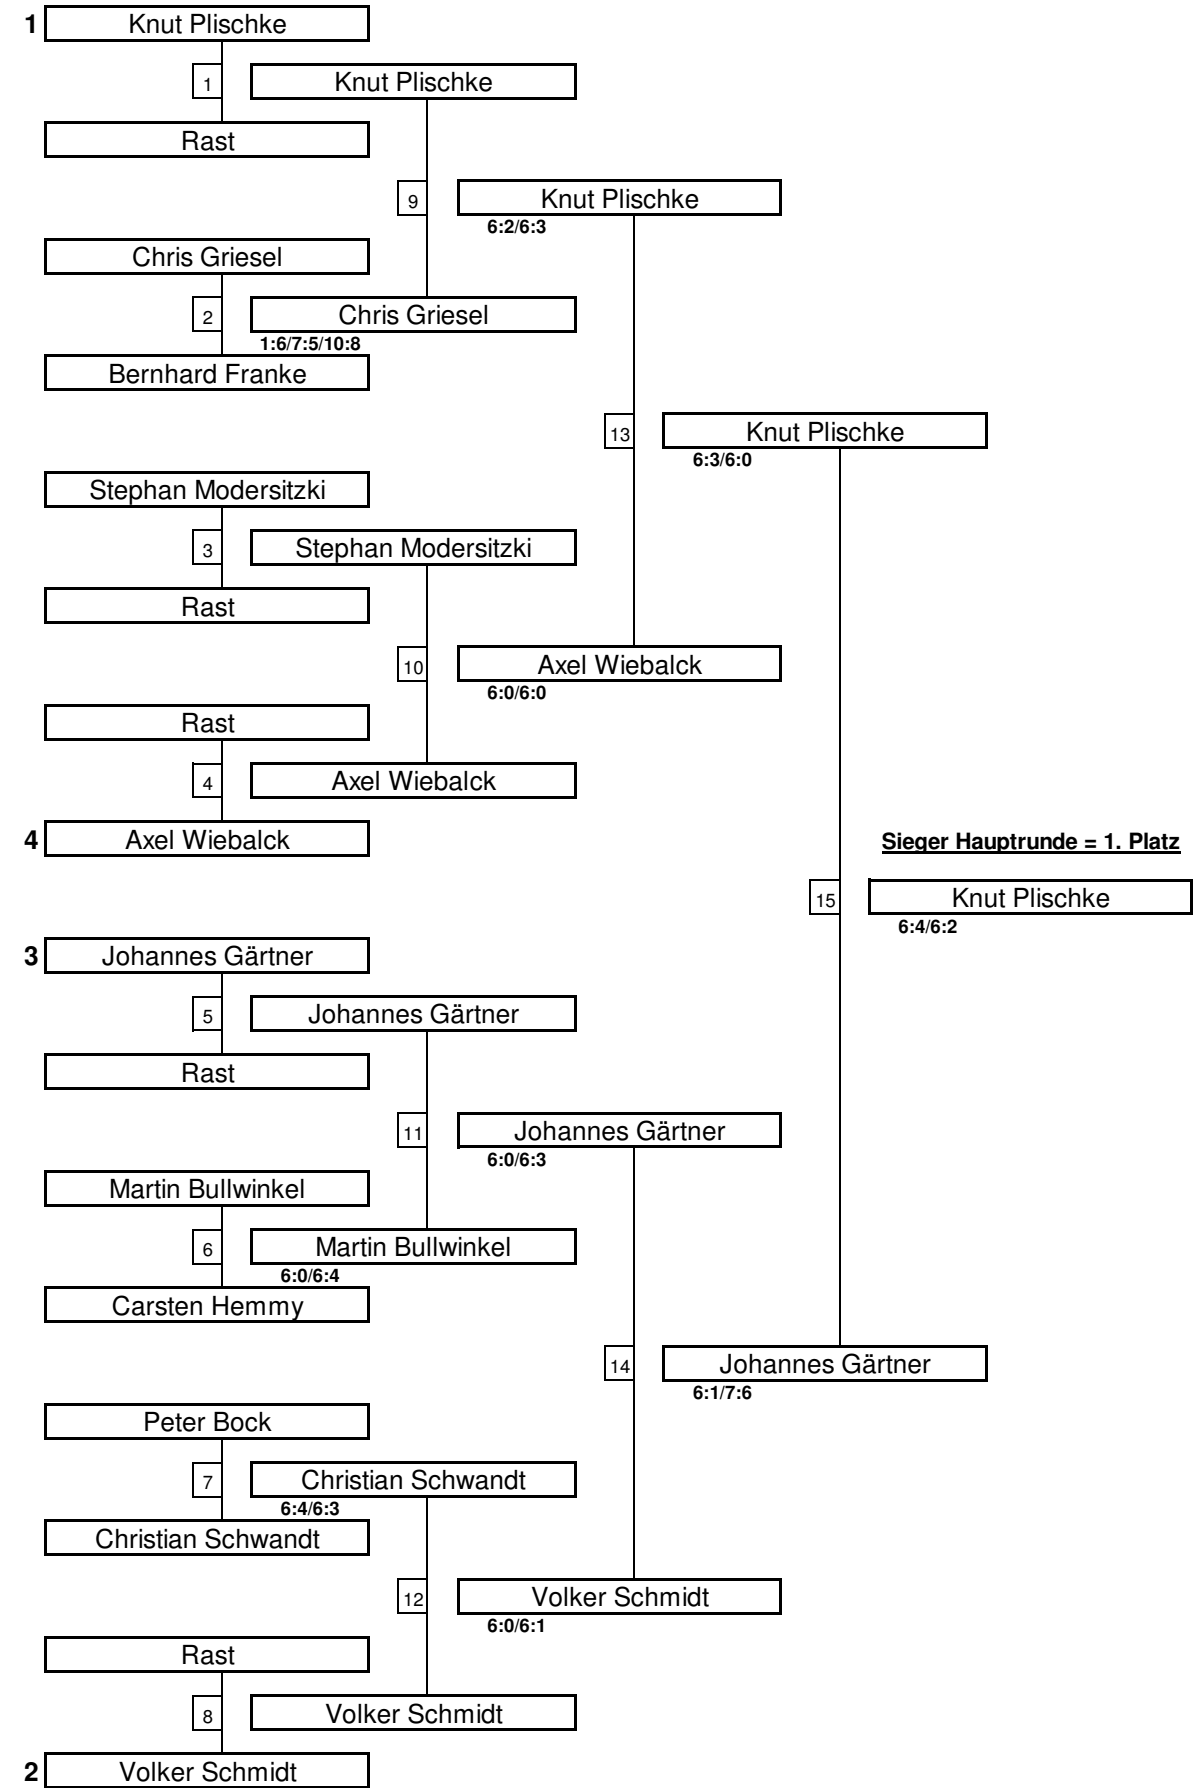 1 Knut Plischke
1 Knut Plischke
Rast
9 Knut Plischke
6:2/6:3
Chris Griesel
2 Chris Griesel
1:6/7:5/10:8
Bernhard Franke
13 Knut Plischke
6:3/6:0
Stephan Modersitzki
3 Stephan Modersitzki
Rast
10 Axel Wiebalck
6:0/6:0
Rast
4 Axel Wiebalck
4 Axel Wiebalck
Sieger Hauptrunde = 1. Platz
15 Knut Plischke
6:4/6:2
3 Johannes Gärtner
5 Johannes Gärtner
Rast
11 Johannes Gärtner
6:0/6:3
Martin Bullwinkel
6 Martin Bullwinkel
6:0/6:4
Carsten Hemmy
14 Johannes Gärtner
6:1/7:6
Peter Bock
7 Christian Schwandt
6:4/6:3
Christian Schwandt
12 Volker Schmidt
6:0/6:1
Rast
8 Volker Schmidt
2 Volker Schmidt